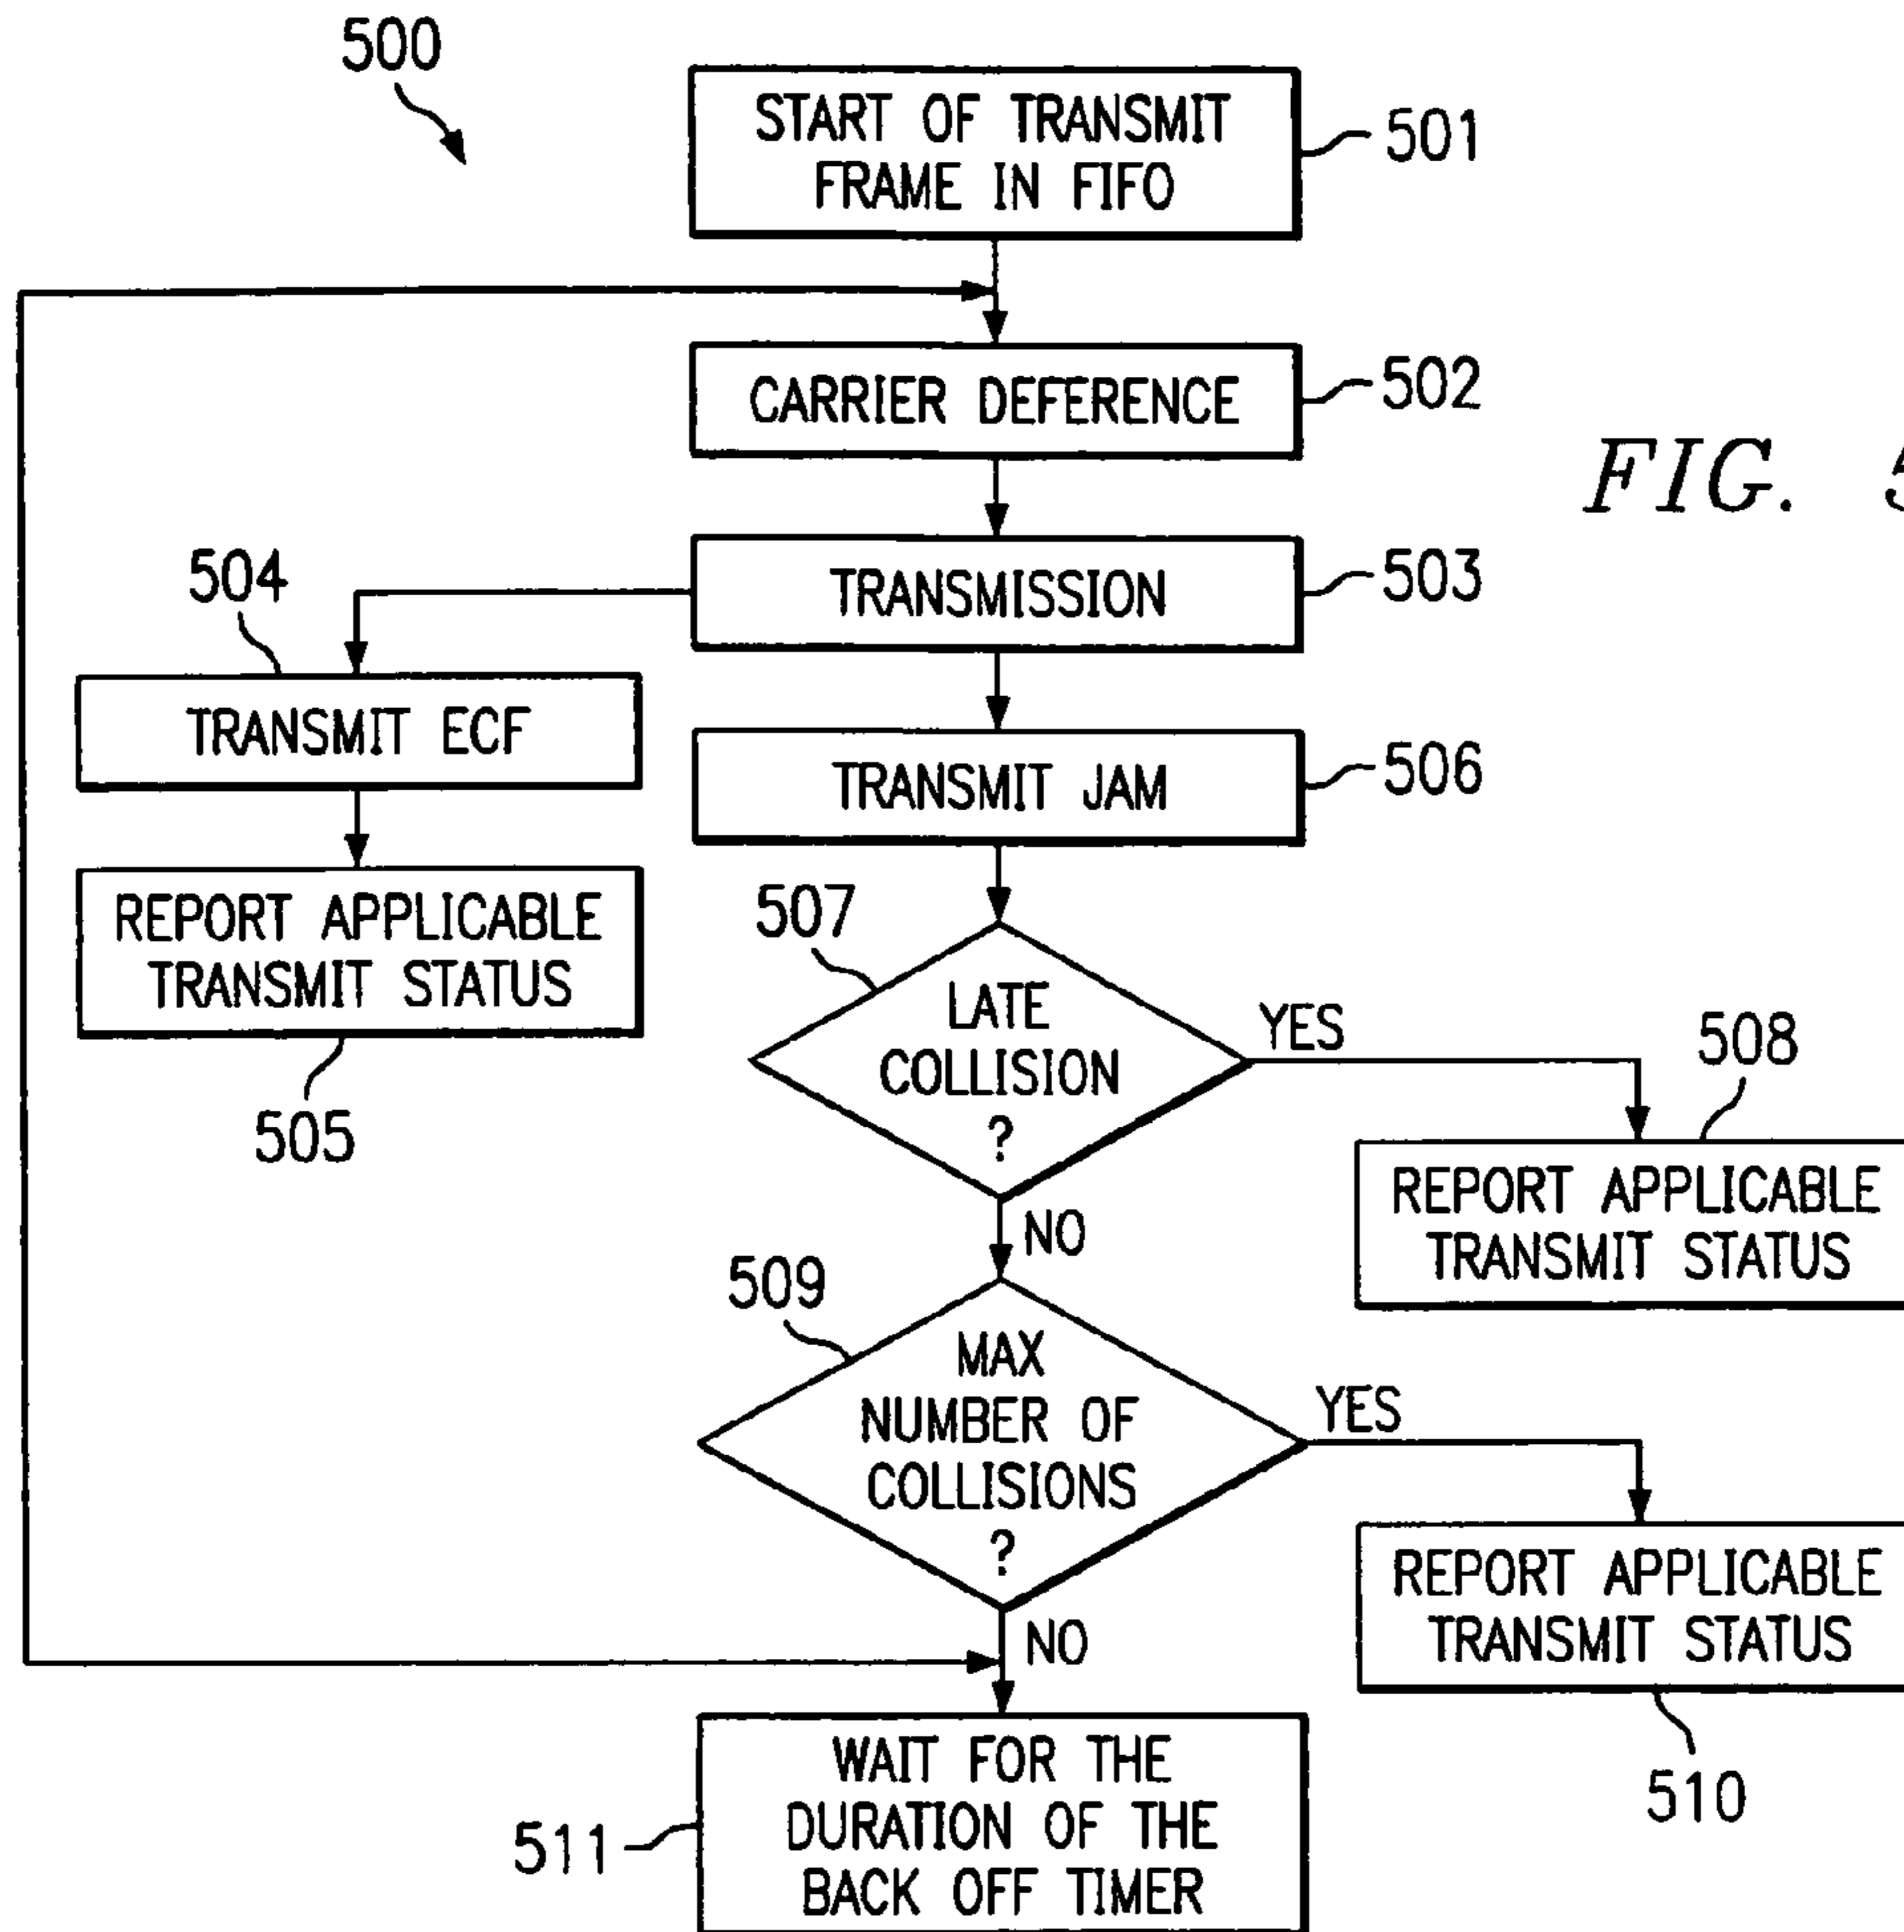 500
START OF TRANSMIT
FRAME IN FIFO
501
CARRIER DEFERENCE
502
FIG. 5
TRANSMISSION
503
504
TRANSMIT ECF
TRANSMIT JAM
506
REPORT APPLICABLE
TRANSMIT STATUS
505
507
LATE
COLLISION
?
YES
508
REPORT APPLICABLE
TRANSMIT STATUS
NO
509
MAX
NUMBER OF
COLLISIONS
?
YES
REPORT APPLICABLE
TRANSMIT STATUS
510
NO
WAIT FOR THE
DURATION OF THE
BACK OFF TIMER
511